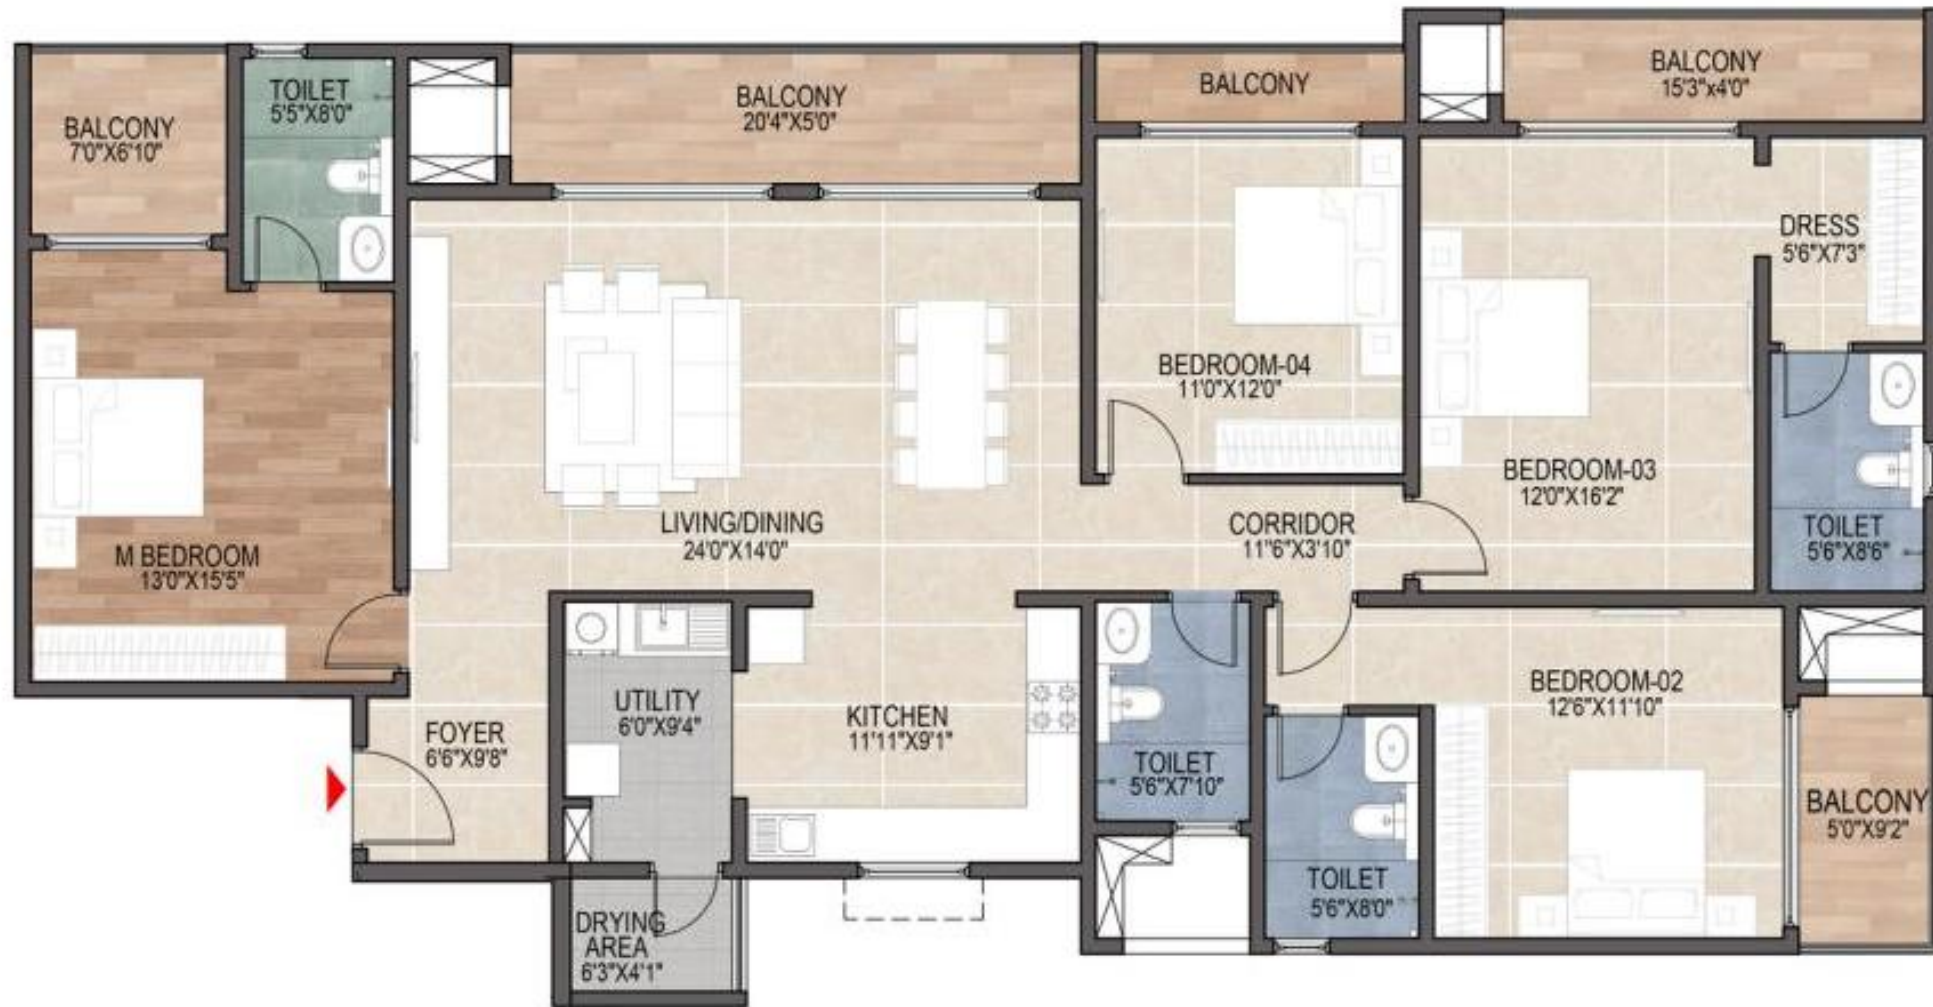 BALCONY
7'0"X6'10"
TOILET
5'5"X8'0"
BALCONY
20'4"X5'0"
BALCONY
BALCONY
15'3"x4'0"
DRESS
5'6"X7'3"
BEDROOM-04
11'0"X12'0"
BEDROOM-03
12'0"X16'2"
TOILET
5'6"X8'6"
M BEDROOM
13'0"X15'5"
LIVING/DINING
24'0"X14'0"
CORRIDOR
11'6"X3'10"
FOYER
6'6"X9'8"
UTILITY
6'0"X9'4"
KITCHEN
11'11"X9'1"
TOILET
5'6"X7'10"
BEDROOM-02
12'6"X11'10"
BALCONY
5'0"X9'2"
TOILET
5'6"X8'0"
DRYING
AREA
6'3"X4'1"